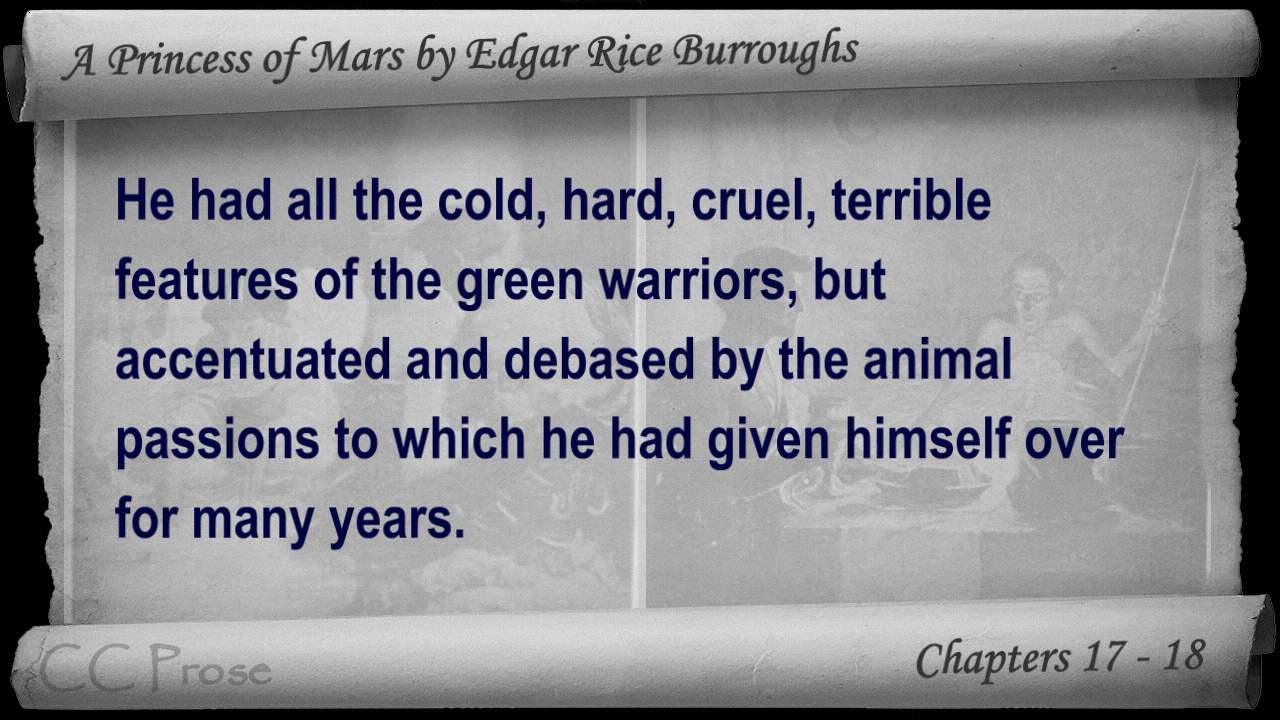 A Princess of Mars by Edgar Rice Burroughs
He had all the cold, hard, cruel, terrible
features of the green warriors, but
accentuated and debased by the animal
passions to which he had given himself over
for many years.
CC Prose
Chapters 17 - 18